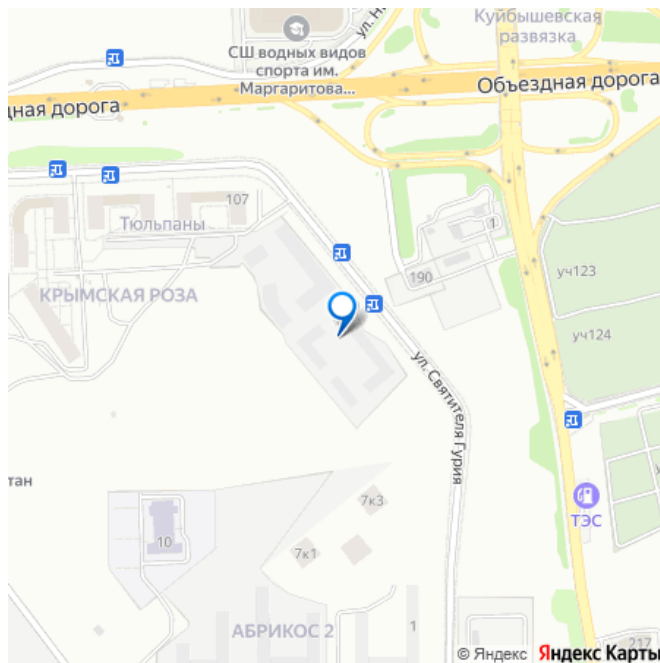 Куйбышевская
развязка
ул. Н
СШ водных видов
спорта им.
Маргаритова...
Объездная дорога
дная дорога
107
Тюльпаны
1
190
уч123
КРЫМСКАЯ РОЗА
уч124
ул. Святителя Гурия
тан
7к3
ТЭС
10
7к1
АБРИКОС 2
1
217
© Яндекс Яндекс Карты